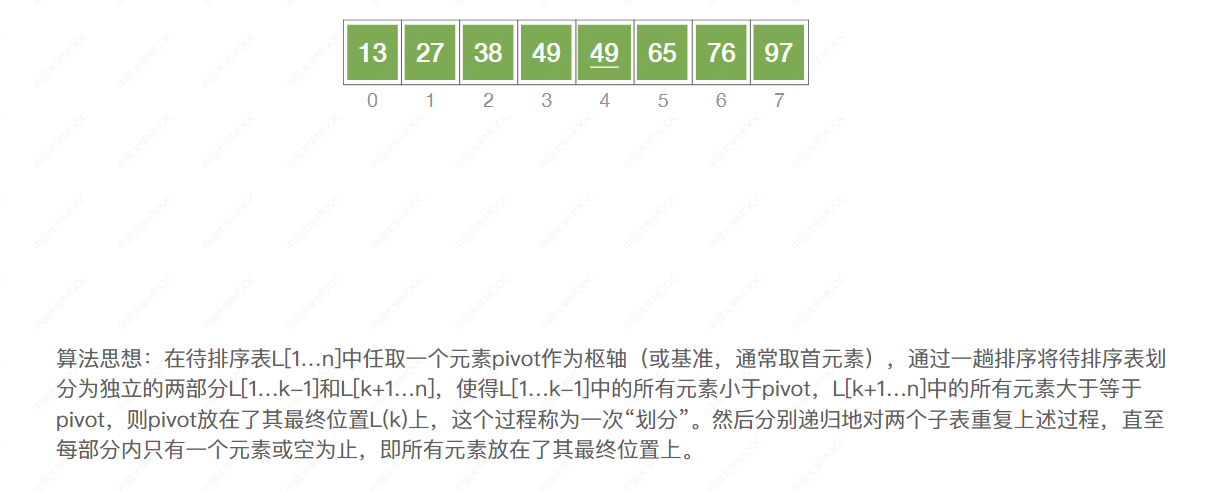 13 27 38 49 49 65 76 97
0 1 2 3 4 5 6 7
算法思想：在待排序表L[1…n]中任取一个元素pivot作为枢轴（或基准，通常取首元素），通过一趟排序将待排序表划
分为独立的两部分L[1…k-1]和L[k+1…n]，使得L[1…k-1]中的所有元素小于pivot，L[k+1…n]中的所有元素大于等于
pivot，则pivot放在了其最终位置L(k)上，这个过程称为一次“划分”。然后分别递归地对两个子表重复上述过程，直至
每部分内只有一个元素或空为止，即所有元素放在了其最终位置上。
中国大学MOOC